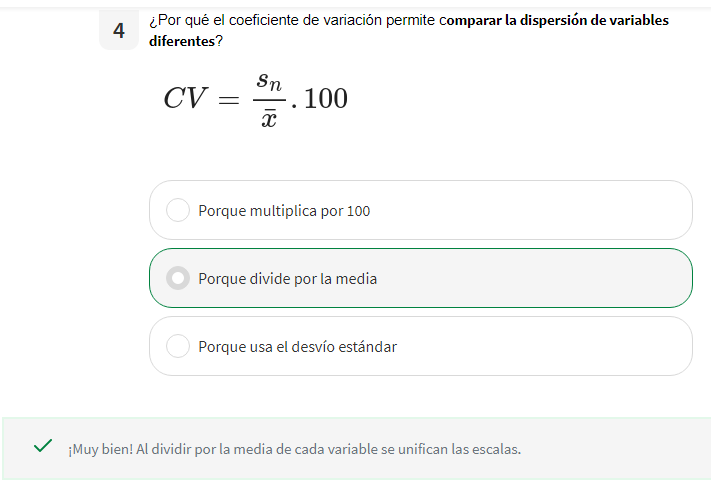 4
¿Por qué el coeficiente de variación permite comparar la dispersión de variables
diferentes?
CV = sₙ / x̄ . 100
Porque multiplica por 100
Porque divide por la media
Porque usa el desvío estándar
¡Muy bien! Al dividir por la media de cada variable se unifican las escalas.